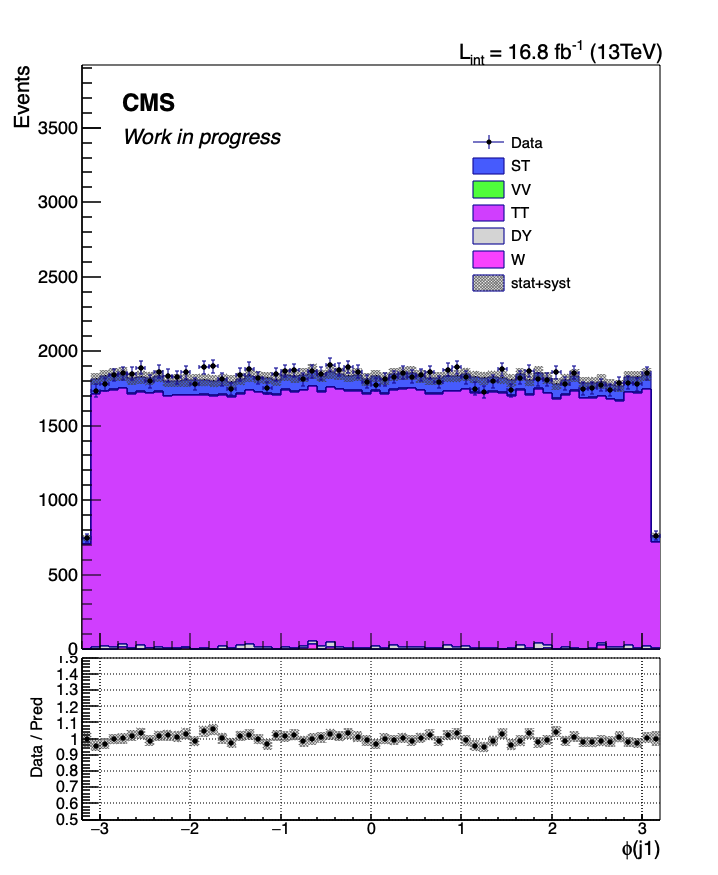 L_int = 16.8 fb⁻¹ (13TeV)
Events
CMS
Work in progress
3500
3000
2500
2000
1500
1000
500
0
Data
ST
VV
TT
DY
W
stat+syst
Data / Pred
1.5
1.4
1.3
1.2
1.1
1
0.9
0.8
0.7
0.6
0.5
−3 −2 −1 0 1 2 3
ϕ(j1)